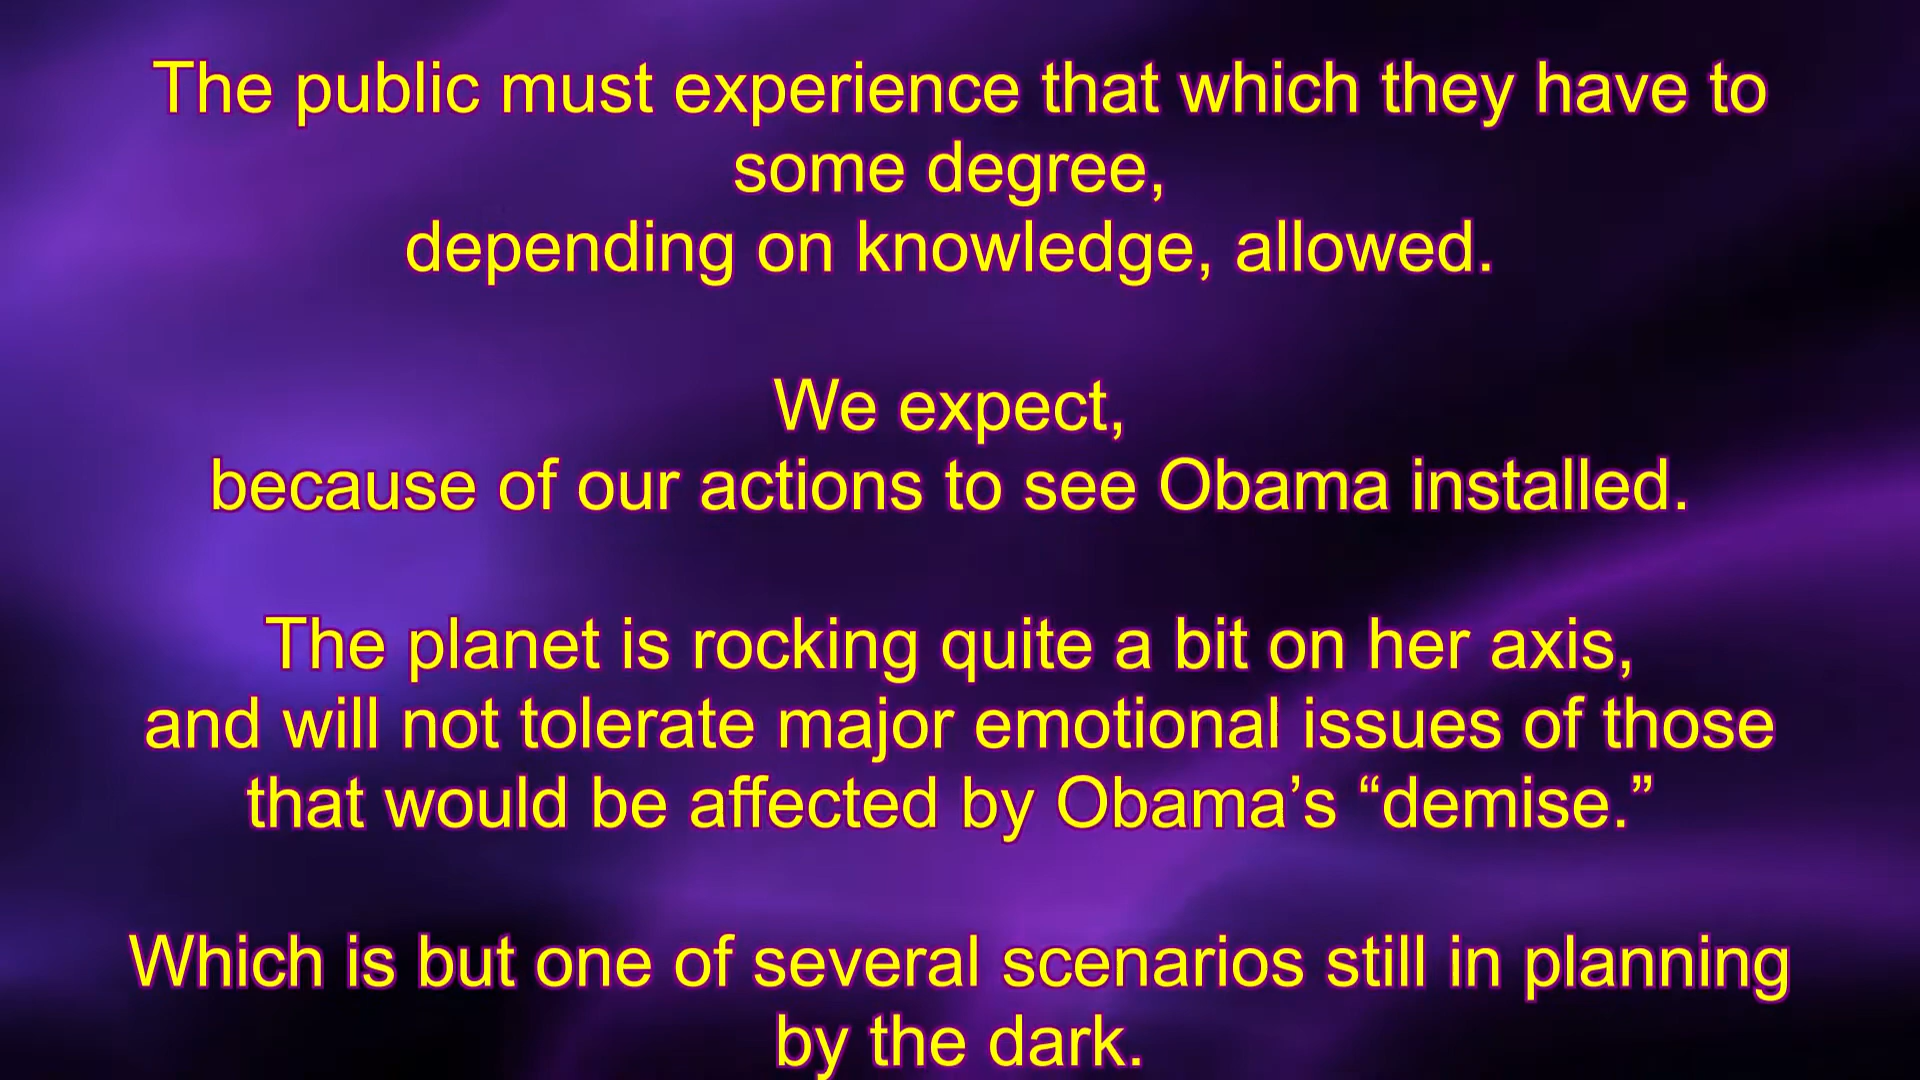 The public must experience that which they have to
some degree,
depending on knowledge, allowed.
We expect,
because of our actions to see Obama installed.
The planet is rocking quite a bit on her axis,
and will not tolerate major emotional issues of those
that would be affected by Obama’s “demise.”
Which is but one of several scenarios still in planning
by the dark.